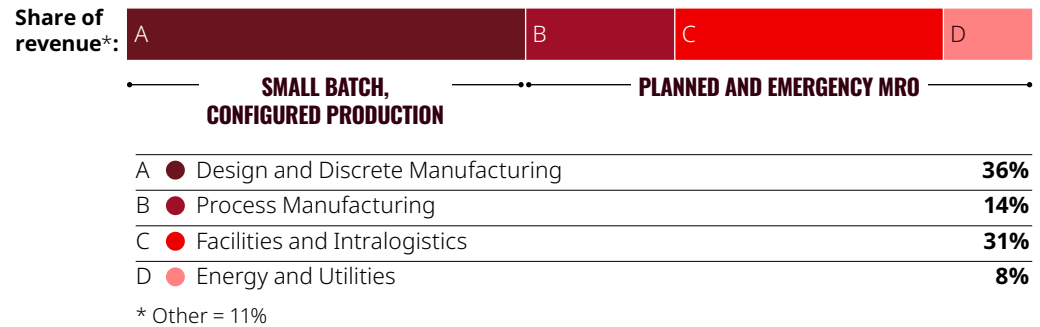 Share of
revenue*:
A
B
C
D
SMALL BATCH,
CONFIGURED PRODUCTION
PLANNED AND EMERGENCY MRO
A Design and Discrete Manufacturing 36%
B Process Manufacturing 14%
C Facilities and Intralogistics 31%
D Energy and Utilities 8%
* Other = 11%